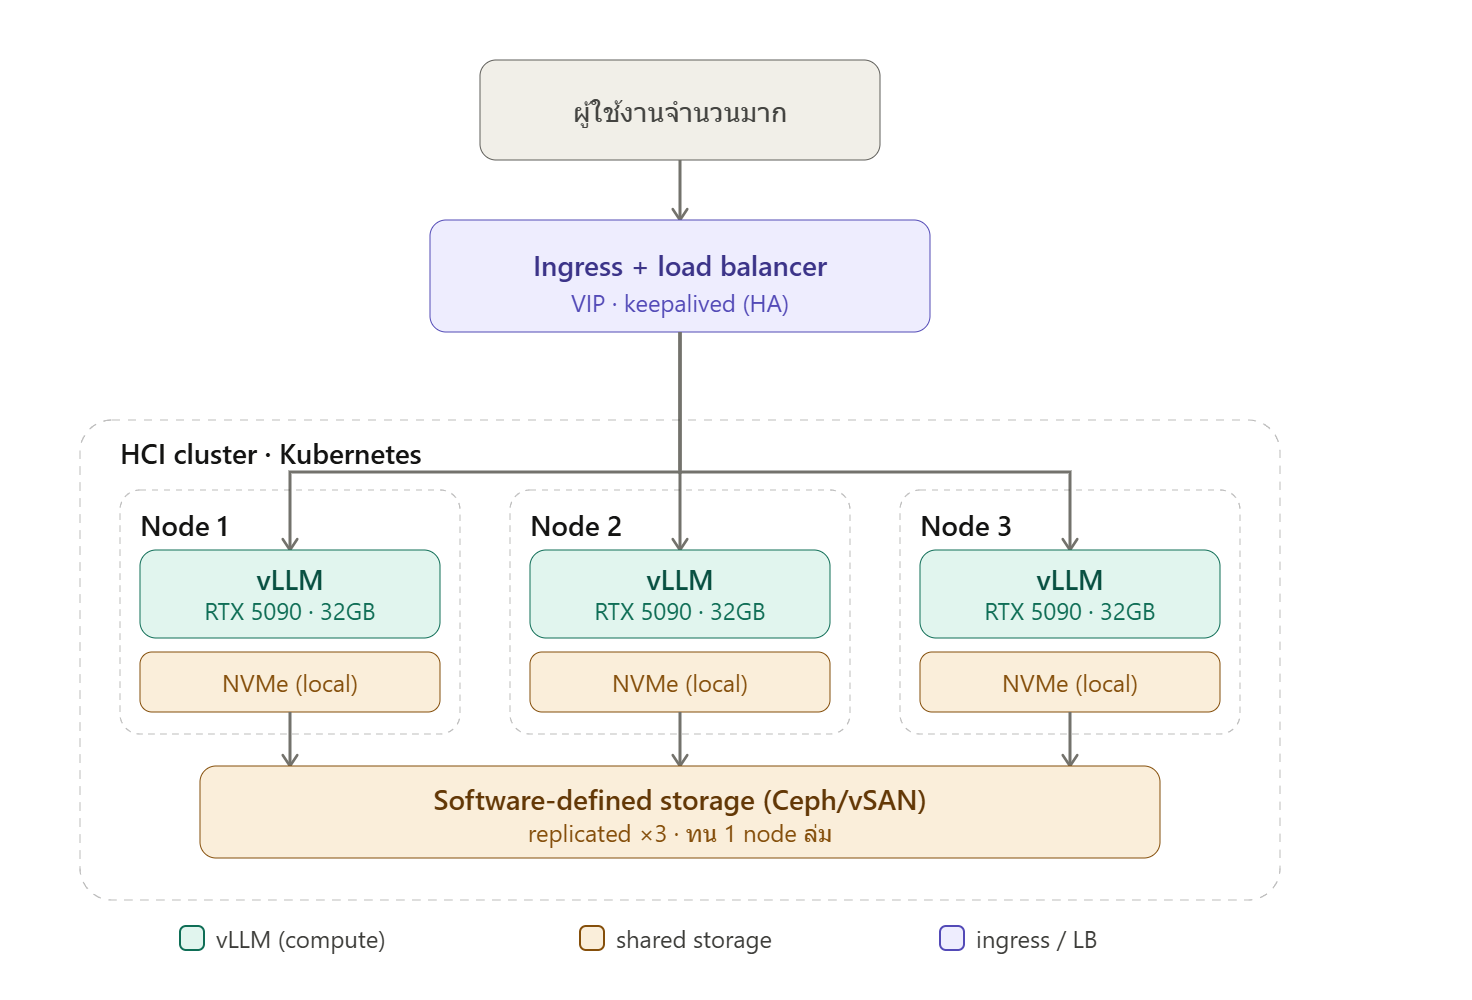 ผู้ใช้งานจำนวนมาก
Ingress + load balancer
VIP · keepalived (HA)
HCI cluster · Kubernetes
Node 1
vLLM
RTX 5090 · 32GB
NVMe (local)
Node 2
vLLM
RTX 5090 · 32GB
NVMe (local)
Node 3
vLLM
RTX 5090 · 32GB
NVMe (local)
Software-defined storage (Ceph/vSAN)
replicated ×3 · ทน 1 node ล่ม
vLLM (compute)
shared storage
ingress / LB